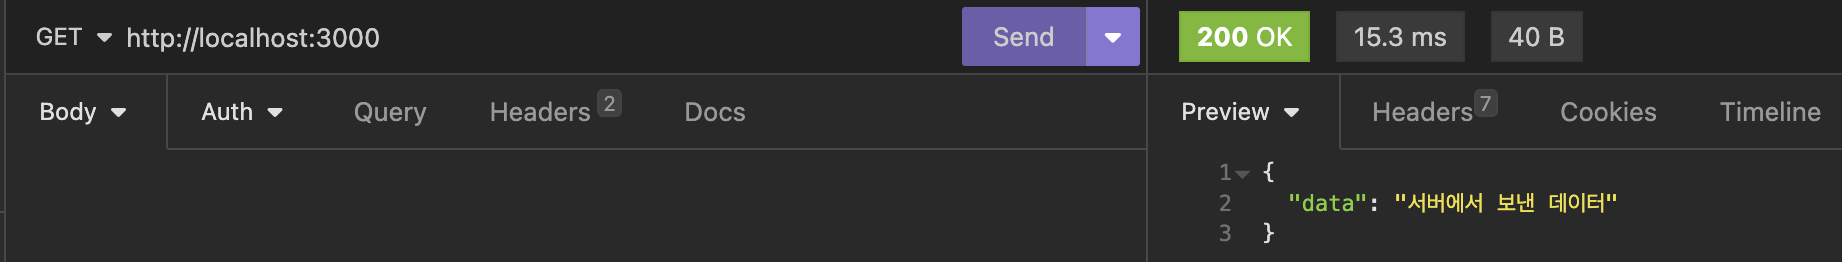 GET http://localhost:3000 Send 200 OK 15.3 ms 40 B
Body Auth Query Headers 2 Docs Preview Headers 7 Cookies Timeline
1 {
2 "data": "서버에서 보낸 데이터"
3 }